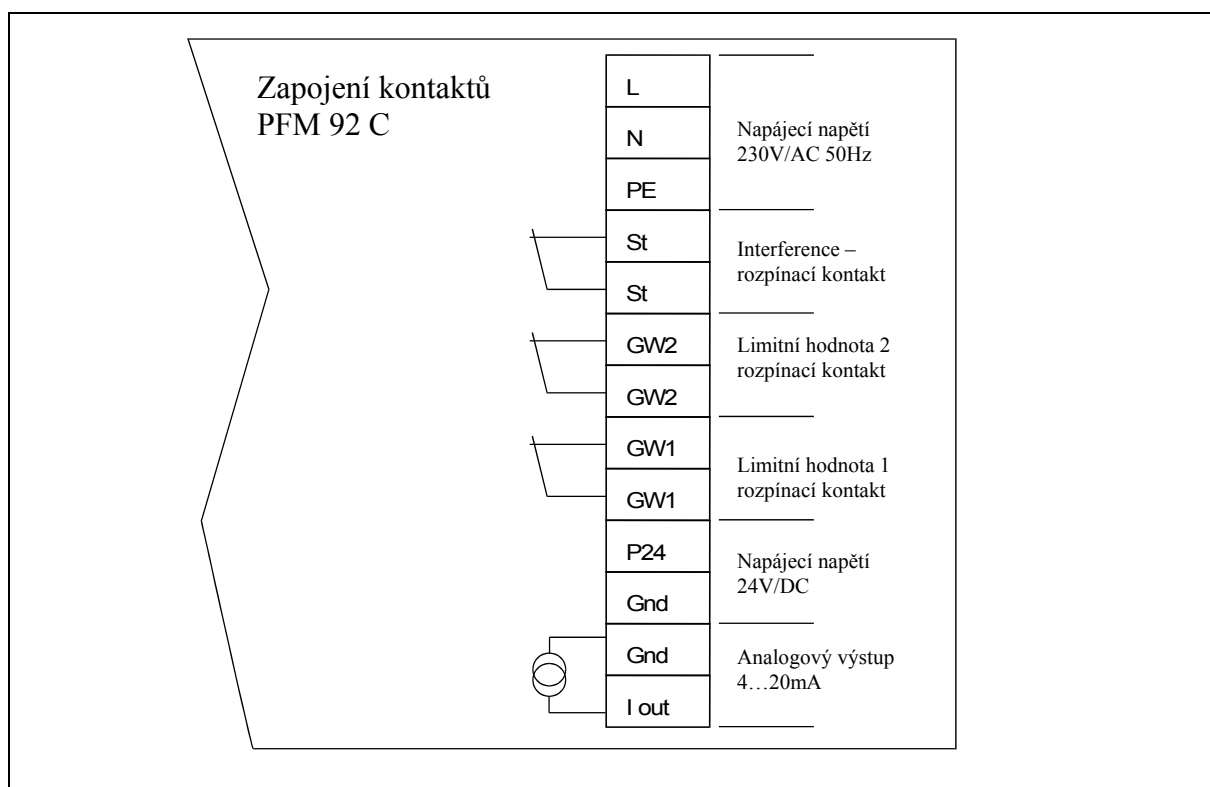 Zapojení kontaktů
PFM 92 C
L
N
PE
Napájecí napětí
230V/AC 50Hz
St
St
Interference –
rozpínací kontakt
GW2
GW2
Limitní hodnota 2
rozpínací kontakt
GW1
GW1
Limitní hodnota 1
rozpínací kontakt
P24
Gnd
Napájecí napětí
24V/DC
Gnd
I out
Analogový výstup
4…20mA